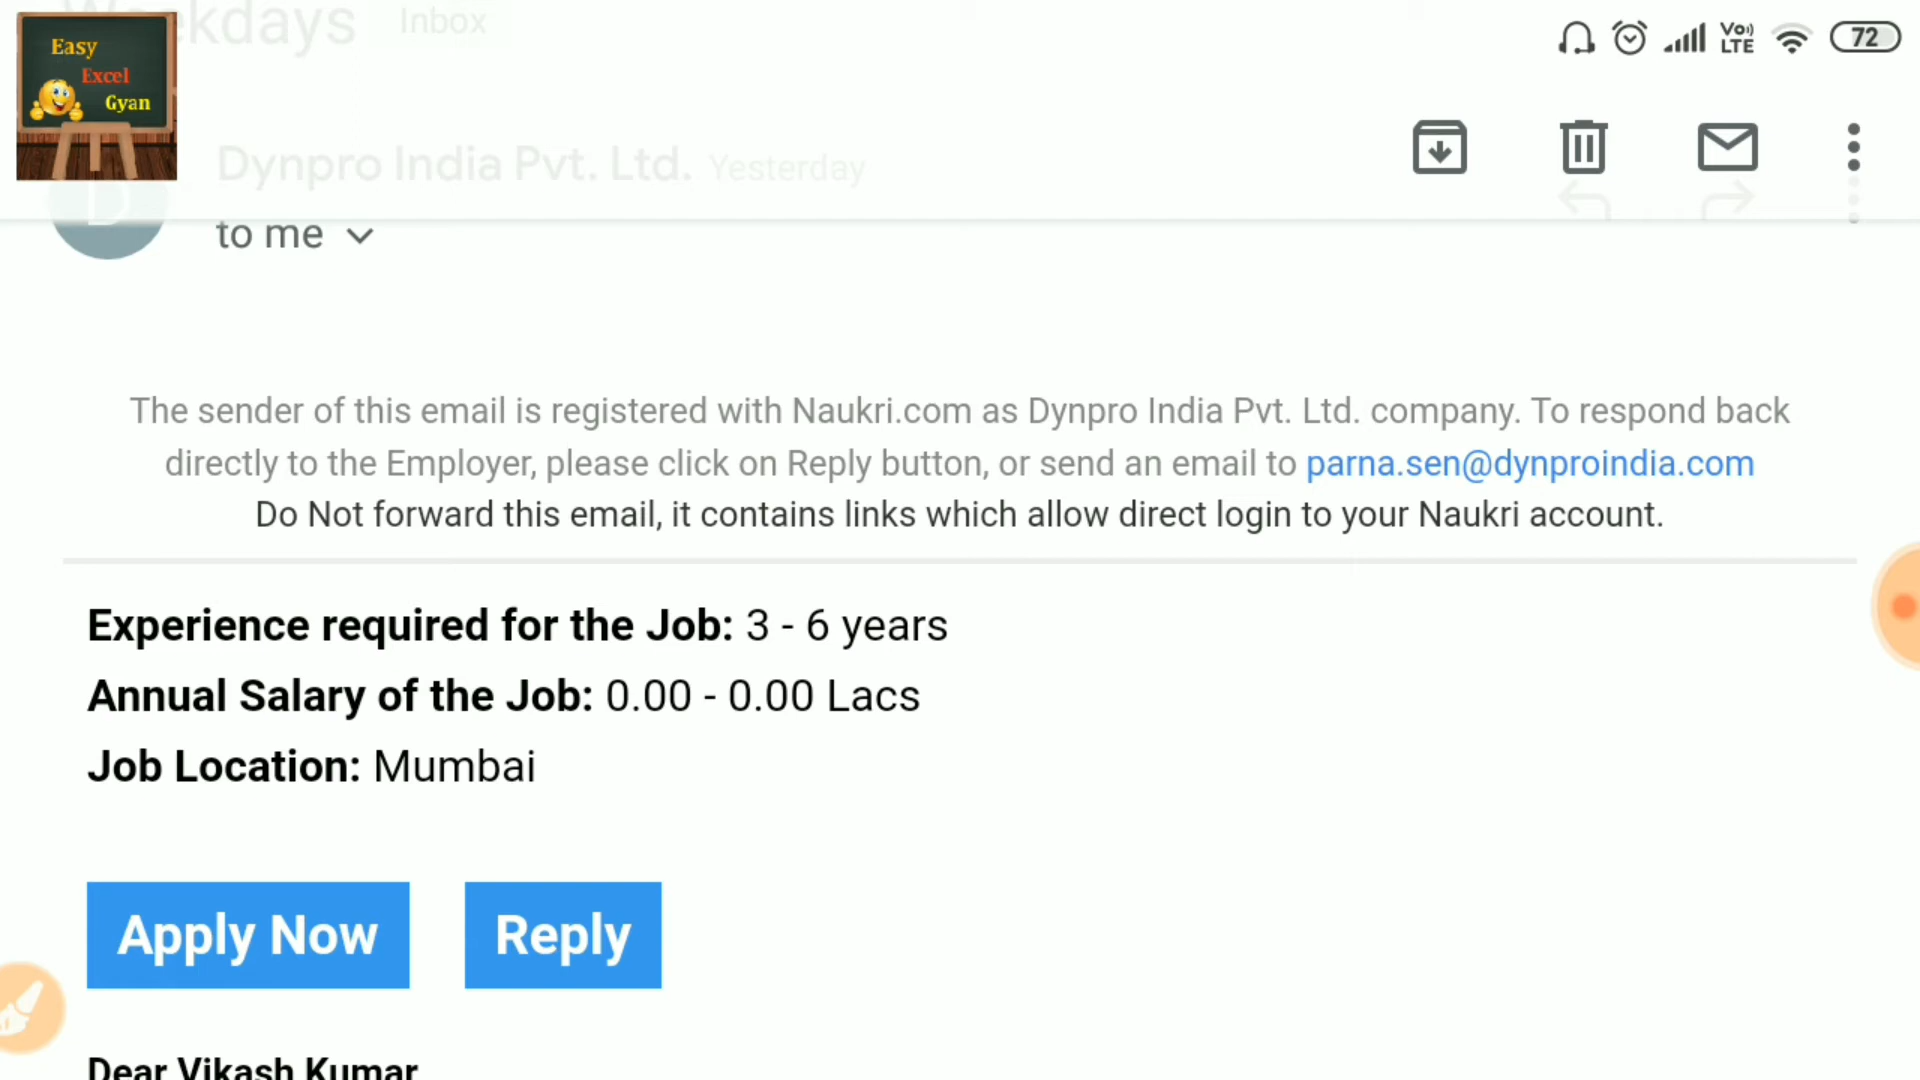 Weekdays Inbox
Easy
Excel
Gyan
Vo))
LTE
72
Dynpro India Pvt. Ltd. Yesterday
D
to me
The sender of this email is registered with Naukri.com as Dynpro India Pvt. Ltd. company. To respond back
directly to the Employer, please click on Reply button, or send an email to parna.sen@dynproindia.com
Do Not forward this email, it contains links which allow direct login to your Naukri account.
Experience required for the Job: 3 - 6 years
Annual Salary of the Job: 0.00 - 0.00 Lacs
Job Location: Mumbai
Apply Now Reply
Dear Vikash Kumar